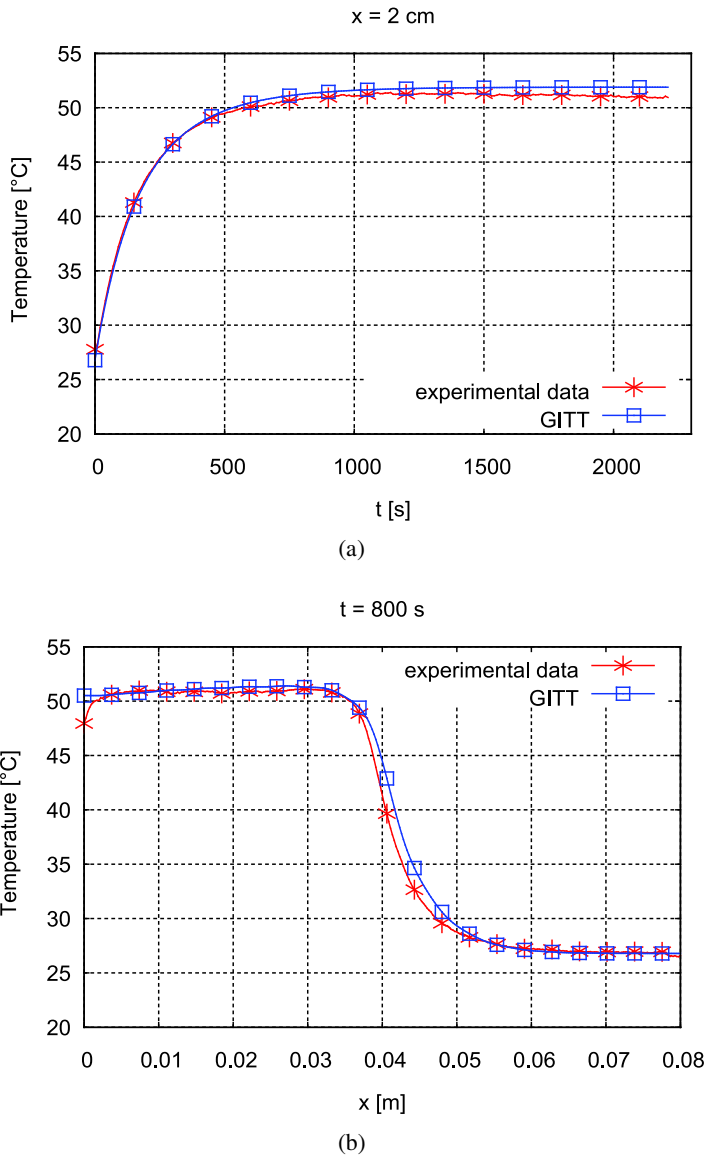 x = 2 cm
55
50
45
40
35
30
25
20
Temperature [°C]
experimental data
GITT
0 500 1000 1500 2000
t [s]
(a)
t = 800 s
55
50
45
40
35
30
25
20
Temperature [°C]
experimental data
GITT
0 0.01 0.02 0.03 0.04 0.05 0.06 0.07 0.08
x [m]
(b)